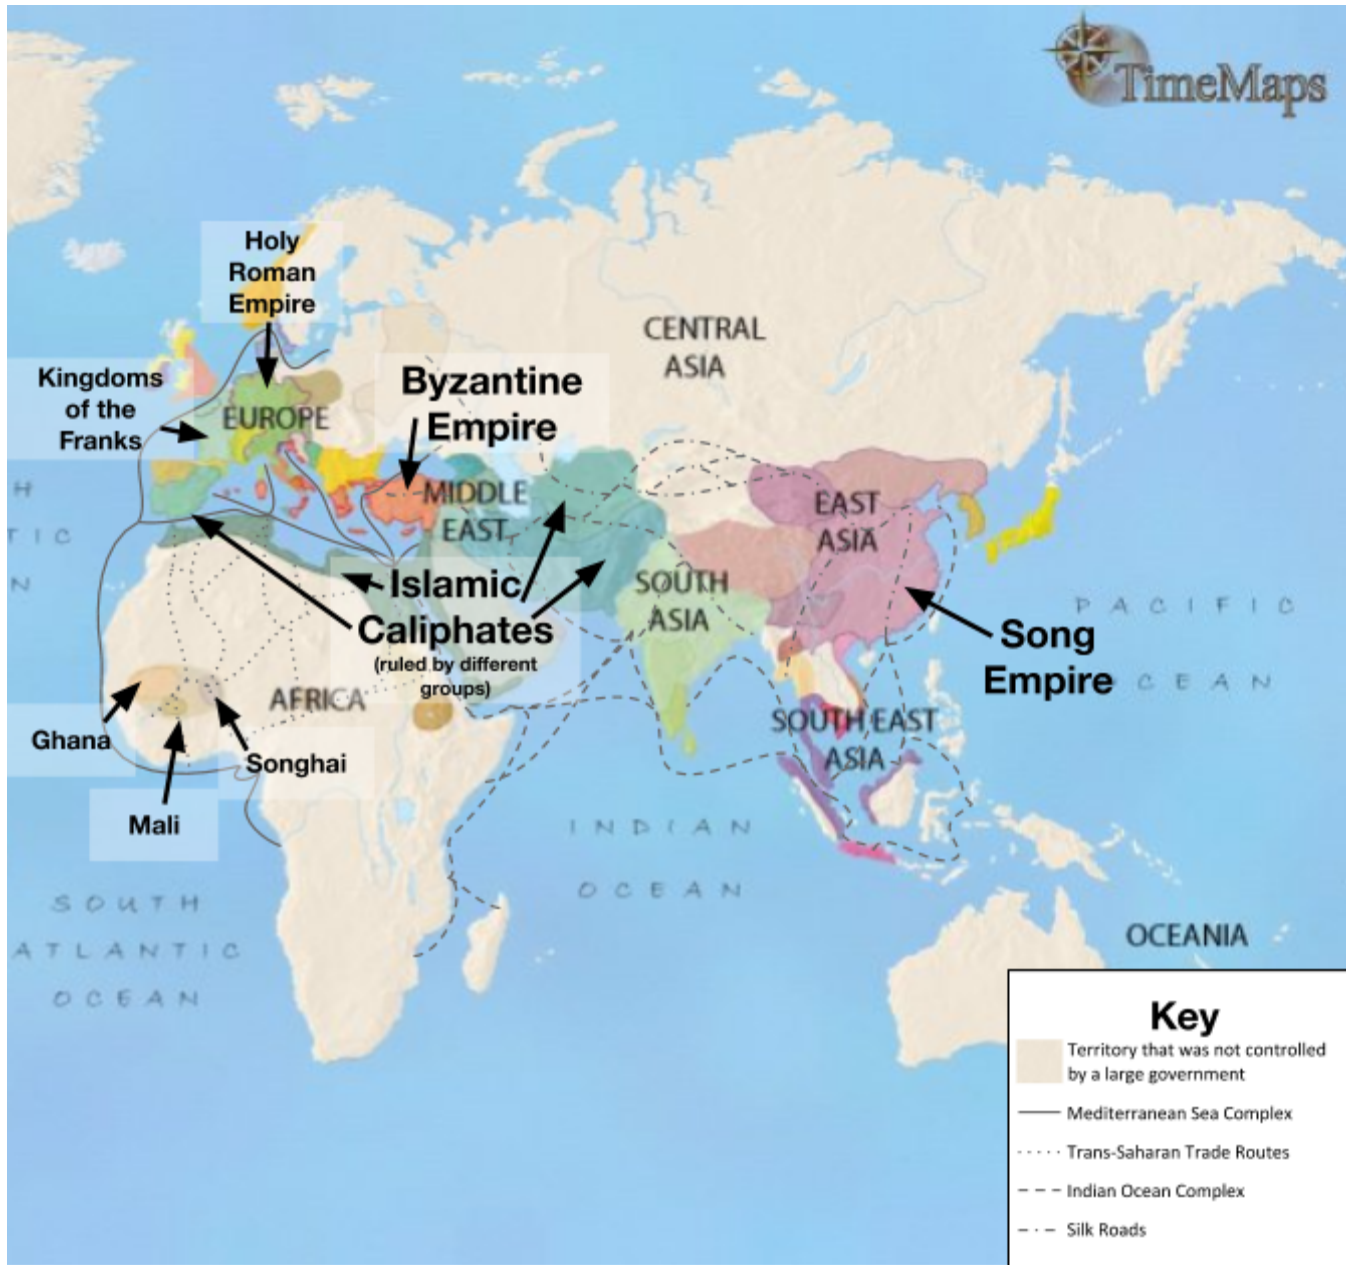 TimeMaps
Holy
Roman
Empire
CENTRAL
ASIA
Kingdoms
of the
Franks
EUROPE
Byzantine
Empire
MIDDLE
EAST
EAST
ASIA
H
TIC
N
Islamic
Caliphates
(ruled by different
groups)
SOUTH
ASIA
PACIFIC
OCEAN
Song
Empire
AFRICA
Ghana
Songhai
Mali
SOUTH EAST
ASIA
INDIAN
OCEAN
SOUTH
ATLANTIC
OCEAN
OCEANIA
Key
Territory that was not controlled
by a large government
Mediterranean Sea Complex
Trans-Saharan Trade Routes
Indian Ocean Complex
Silk Roads